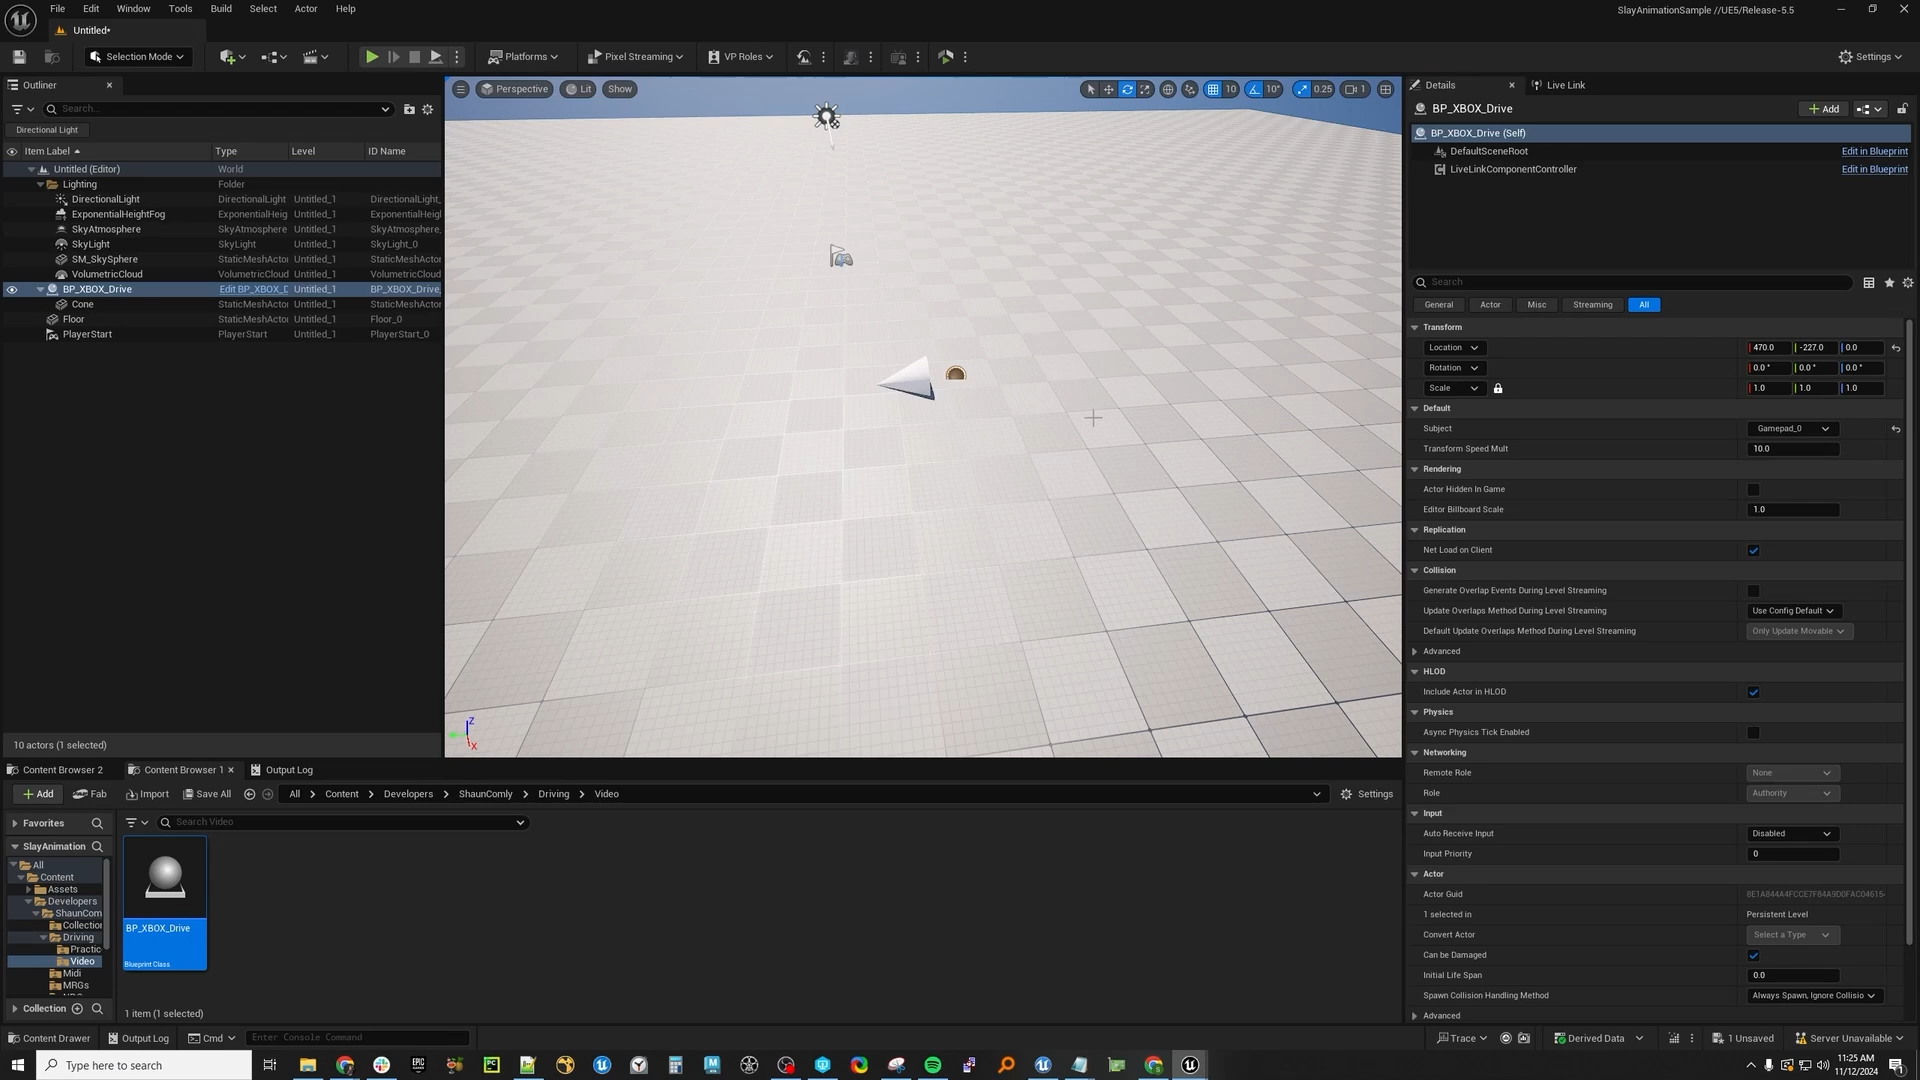 File Edit Window Tools Build Select Actor Help
SlayAnimationSample //UE5/Release-5.5
Untitled*
Selection Mode Platforms Pixel Streaming VP Roles Settings
Outliner
Search...
Directional Light
Item Label Type Level ID Name
Untitled (Editor) World
Lighting Folder
DirectionalLight DirectionalLight Untitled_1 DirectionalLight_
ExponentialHeightFog ExponentialHeig Untitled_1 ExponentialHeigl
SkyAtmosphere SkyAtmosphere Untitled_1 SkyAtmosphere_
SkyLight SkyLight Untitled_1 SkyLight_0
SM_SkySphere StaticMeshActo Untitled_1 StaticMeshActor
VolumetricCloud VolumetricCloud Untitled_1 VolumetricCloud
BP_XBOX_Drive Edit BP_XBOX_D Untitled_1 BP_XBOX_Drive
Cone StaticMeshActo Untitled_1 StaticMeshActor
Floor StaticMeshActo Untitled_1 Floor_0
PlayerStart PlayerStart Untitled_1 PlayerStart_0
10 actors (1 selected)
Perspective Lit Show 10 10° 0.25 1
Z
X
Details Live Link
BP_XBOX_Drive Add
BP_XBOX_Drive (Self)
DefaultSceneRoot Edit in Blueprint
LiveLinkComponentController Edit in Blueprint
Search
General Actor Misc Streaming All
Transform
Location 470.0 -227.0 0.0
Rotation 0.0° 0.0° 0.0°
Scale 1.0 1.0 1.0
Default
Subject Gamepad_0
Transform Speed Mult 10.0
Rendering
Actor Hidden In Game
Editor Billboard Scale 1.0
Replication
Net Load on Client
Collision
Generate Overlap Events During Level Streaming
Update Overlaps Method During Level Streaming Use Config Default
Default Update Overlaps Method During Level Streaming Only Update Movable
Advanced
HLOD
Include Actor in HLOD
Physics
Async Physics Tick Enabled
Networking
Remote Role None
Role Authority
Input
Auto Receive Input Disabled
Input Priority 0
Actor
Actor Guid
1 selected in Persistent Level
Convert Actor Select a Type
Can be Damaged
Initial Life Span 0.0
Spawn Collision Handling Method Always Spawn, Ignore Collisio
Advanced
Content Browser 2 Content Browser 1 Output Log
Add Fab Import Save All All Content Developers ShaunComly Driving Video Settings
Favorites
Search Video
SlayAnimation
All
Content
Assets
Developers
ShaunCom
Collection
Driving
Practic
Video
Midi
MRGs
Collection
BP_XBOX_Drive
Blueprint Class
1 item (1 selected)
Content Drawer Output Log Cmd Enter Console Command Trace Derived Data 1 Unsaved Server Unavailable
Type here to search
11:25 AM
11/12/2024